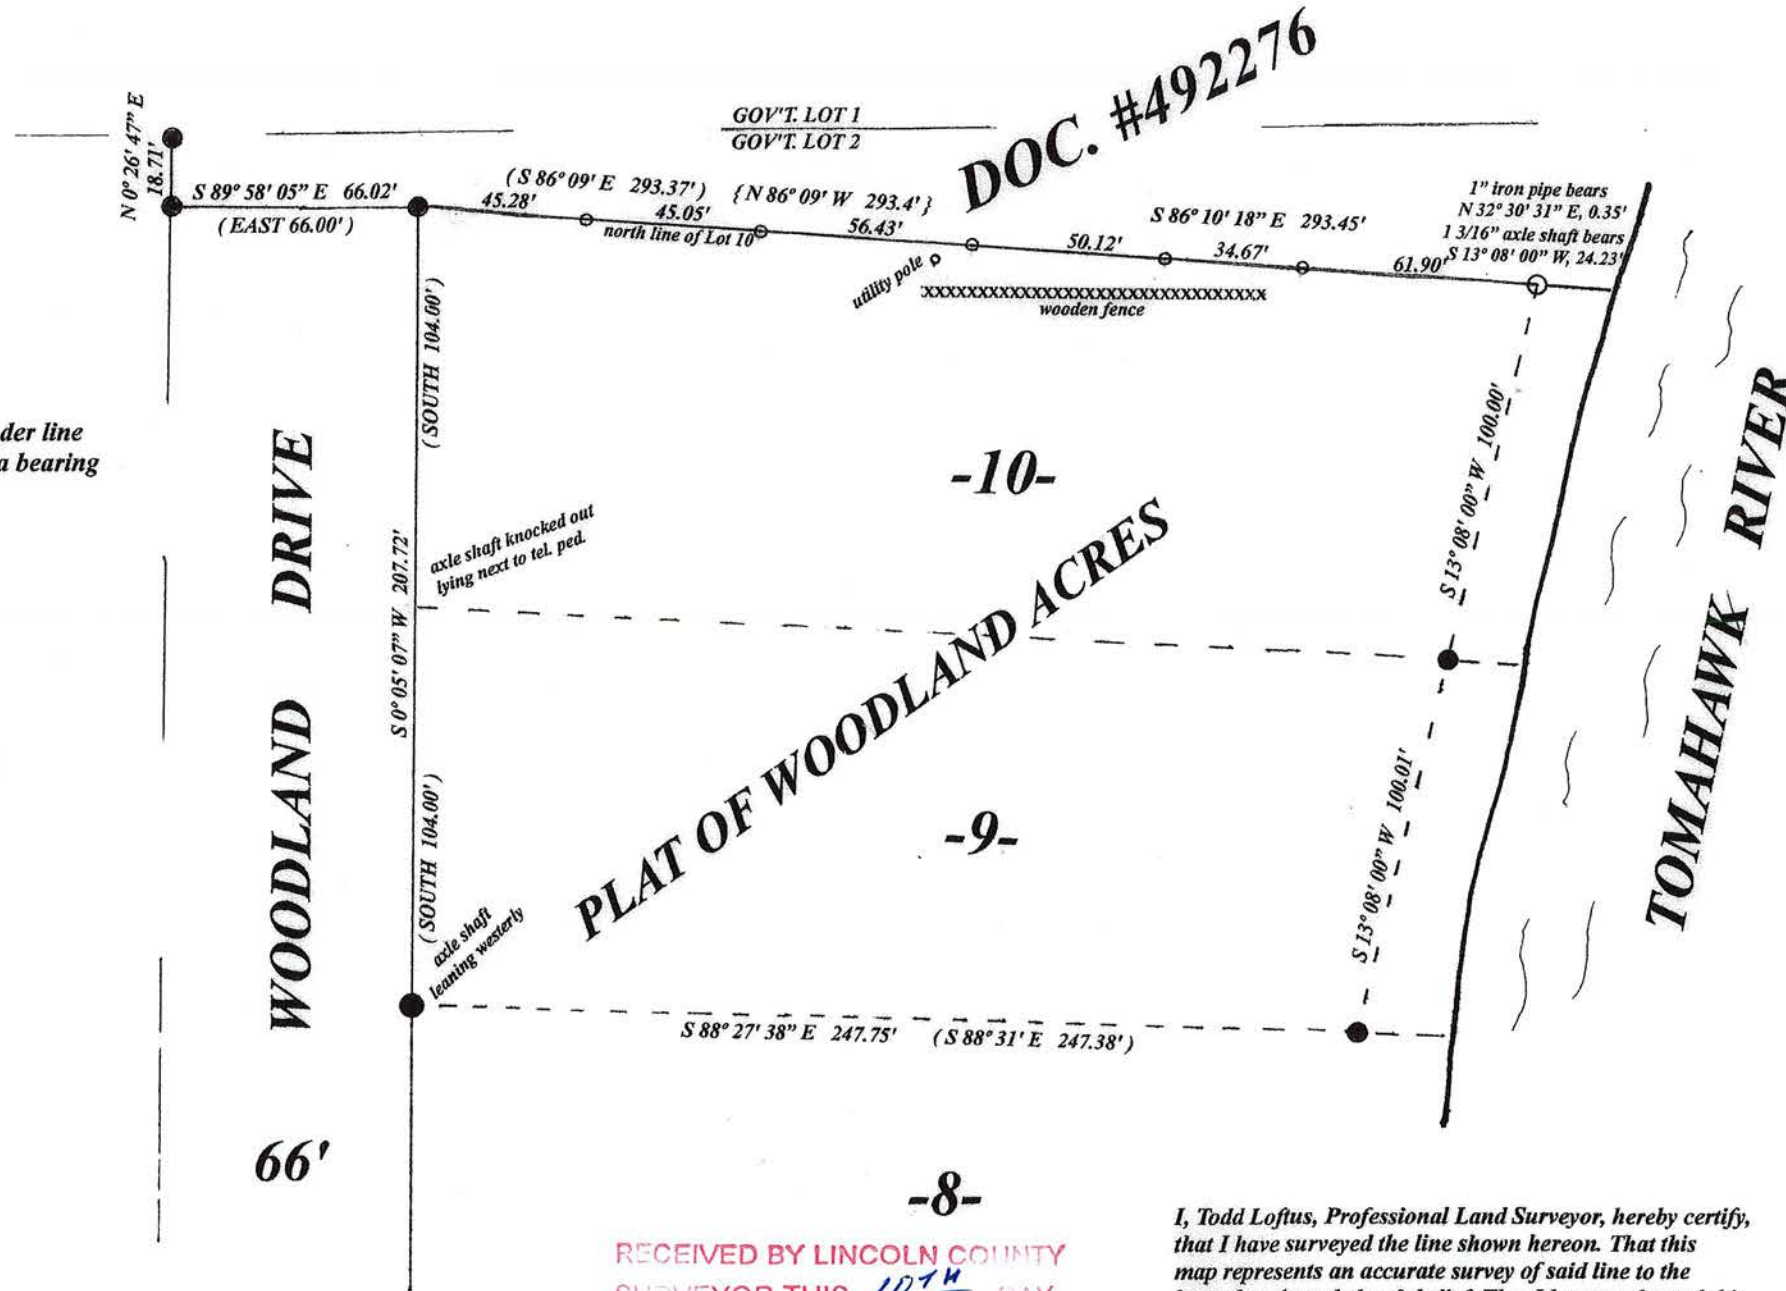 DOC. #492276
GOV'T. LOT 1
GOV'T. LOT 2
N 0° 26' 47" E
18.71'
S 89° 58' 05" E 66.02'
(EAST 66.00')
(S 86° 09' E 293.37')
{N 86° 09' W 293.4'}
S 86° 10' 18" E 293.45'
45.28'
45.05'
56.43'
50.12'
34.67'
61.90'
north line of Lot 10
1" iron pipe bears
N 32° 30' 31" E, 0.35'
1 3/16" axle shaft bears
S 13° 08' 00" W, 24.23'
utility pole
XXXXXXXXXXXXXXXXXXXXXXXXXXXXXXXXX
wooden fence
(SOUTH 104.00')
der line
a bearing
-10-
S 13° 08' 00" W 100.00'
WOODLAND DRIVE
axle shaft knocked out
lying next to tel. ped.
S 0° 05' 07" W 207.72'
PLAT OF WOODLAND ACRES
TOMAHAWK RIVER
-9-
S 13° 08' 00" W 100.01'
(SOUTH 104.00')
axle shaft
leaning westerly
S 88° 27' 38" E 247.75' (S 88° 31' E 247.38')
66'
-8-
RECEIVED BY LINCOLN COUNTY
SURVEYOR THIS 10TH DAY
I, Todd Loftus, Professional Land Surveyor, hereby certify,
that I have surveyed the line shown hereon. That this
map represents an accurate survey of said line to the